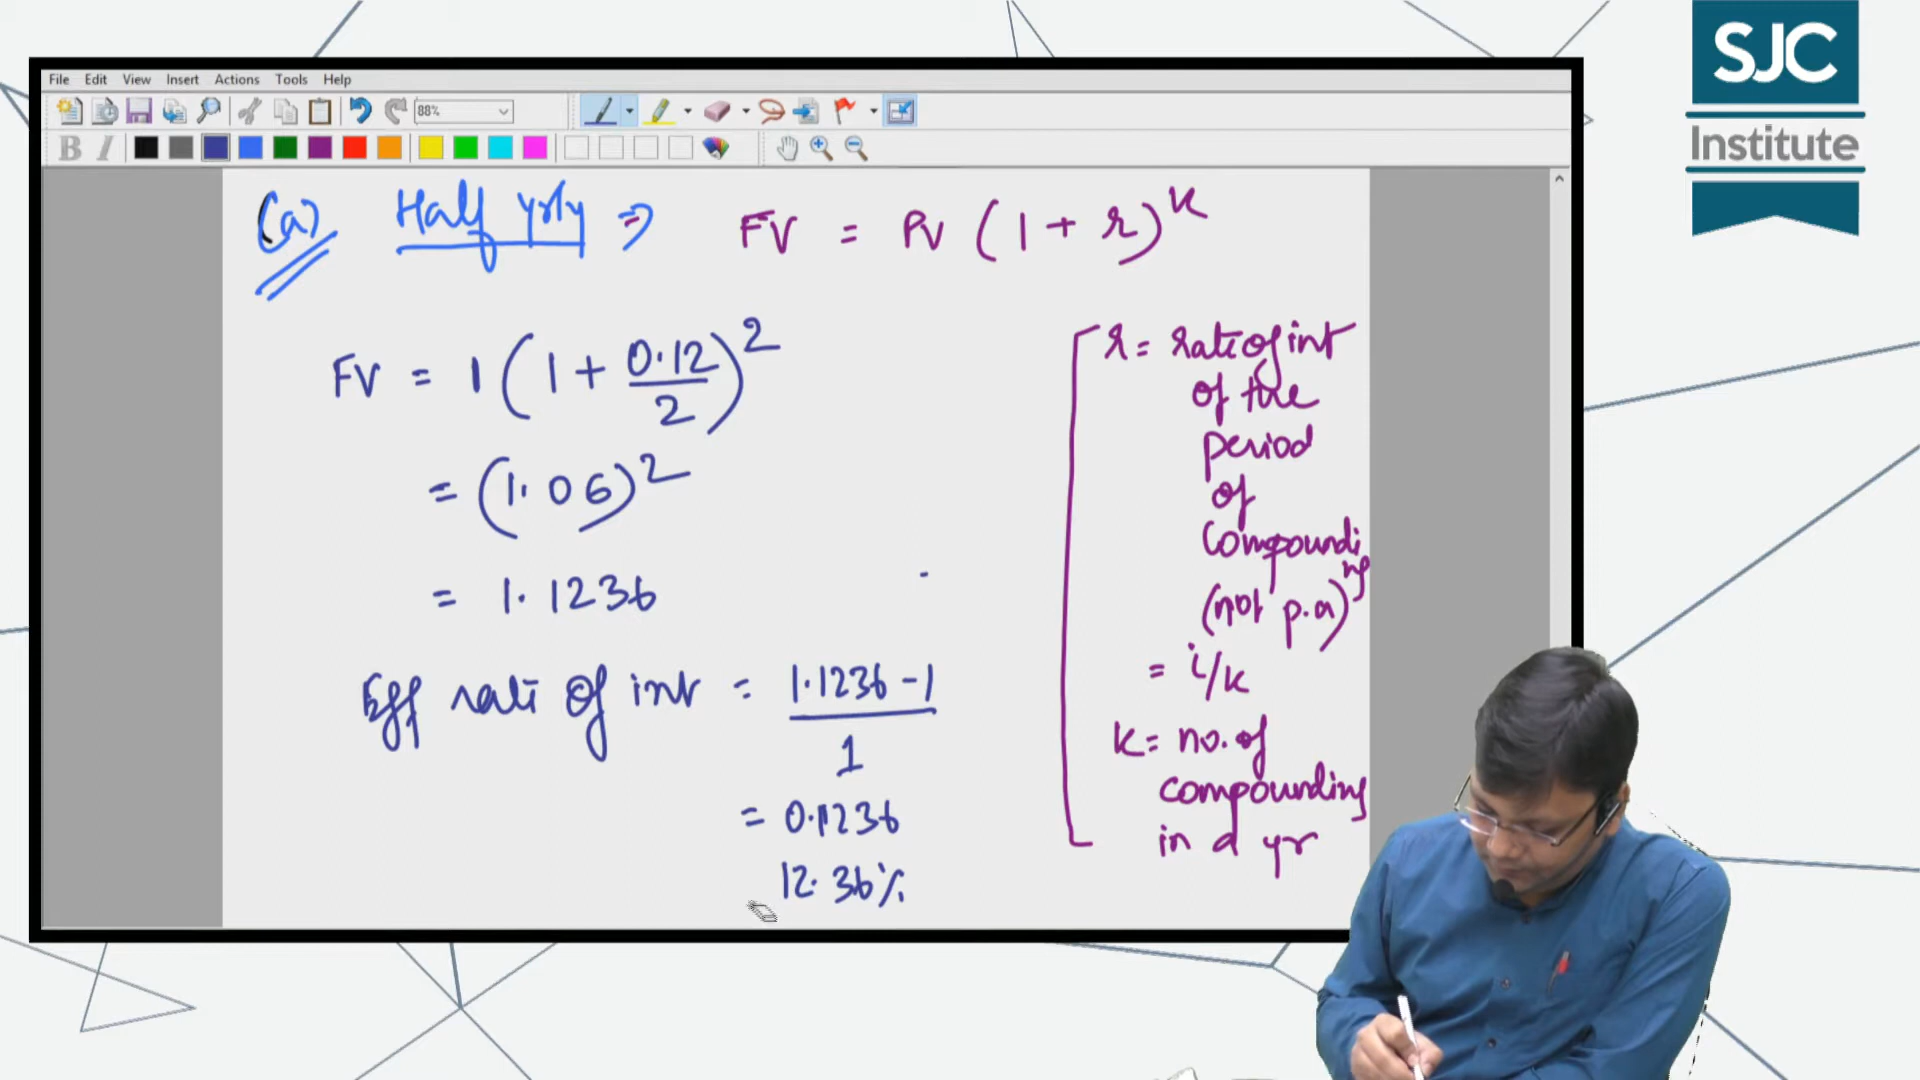 SJC
Institute
File Edit View Insert Actions Tools Help
88%
B I
(a) Half yrly ⇒ FV = PV (1 + r)^k
FV = 1 (1 + 0.12/2)^2
= (1.06)^2
= 1.1236
Eff rate of int = 1.1236 - 1
1
= 0.1236
12.36%
r = rate of int
of the
period
of
compounding
(not p.a)
= i/k
k = no. of
compounding
in a yr